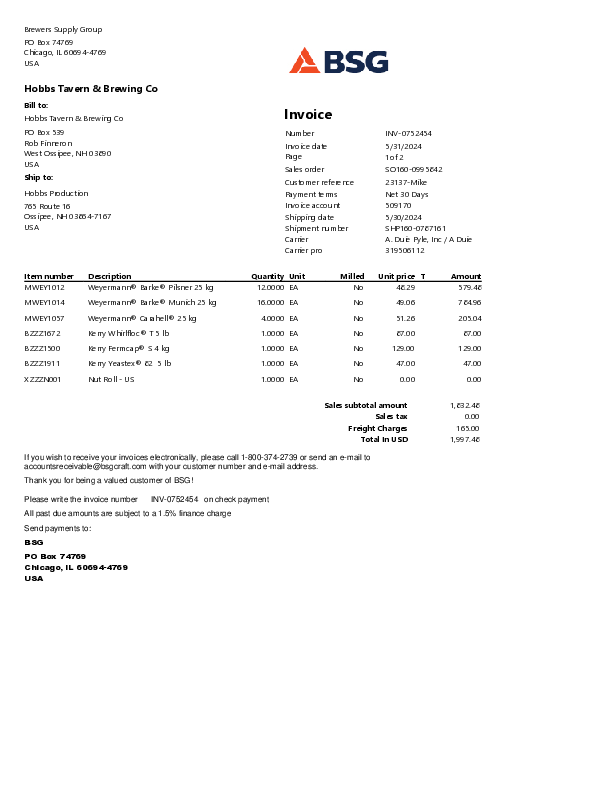 Brewers Supply Group
PO Box 74769
Chicago, IL 60694-4769
USA
BSG
Hobbs Tavern & Brewing Co
Bill to:
Hobbs Tavern & Brewing Co
PO Box 539
Rob Finneron
West Ossipee, NH 03890
USA
Ship to:
Hobbs Production
765 Route 16
Ossipee, NH 03864-7167
USA
Invoice
Number INV-0752454
Invoice date 5/31/2024
Page 1 of 2
Sales order SO160-0995842
Customer reference 23137-Mike
Payment terms Net 30 Days
Invoice account 509170
Shipping date 5/30/2024
Shipment number SHP160-0787161
Carrier A. Duie Pyle, Inc / A Duie
Carrier pro 319506112
Item number Description Quantity Unit Milled Unit price T Amount
MWEY1012 Weyermann® Barke® Pilsner 25 kg 12.0000 EA No 48.29 579.48
MWEY1014 Weyermann® Barke® Munich 25 kg 16.0000 EA No 49.06 784.96
MWEY1057 Weyermann® Carahell® 25 kg 4.0000 EA No 51.26 205.04
BZZZ1672 Kerry Whirlfloc® T 5 lb 1.0000 EA No 87.00 87.00
BZZZ1500 Kerry Fermcap® S 4 kg 1.0000 EA No 129.00 129.00
BZZZ1911 Kerry Yeastex® 82 5 lb 1.0000 EA No 47.00 47.00
XZZZN001 Nut Roll - US 1.0000 EA No 0.00 0.00
Sales subtotal amount 1,832.48
Sales tax 0.00
Freight Charges 165.00
Total In USD 1,997.48
If you wish to receive your invoices electronically, please call 1-800-374-2739 or send an e-mail to
accountsreceivable@bsgcraft.com with your customer number and e-mail address.
Thank you for being a valued customer of BSG!
Please write the invoice number INV-0752454 on check payment
All past due amounts are subject to a 1.5% finance charge
Send payments to:
BSG
PO Box 74769
Chicago, IL 60694-4769
USA